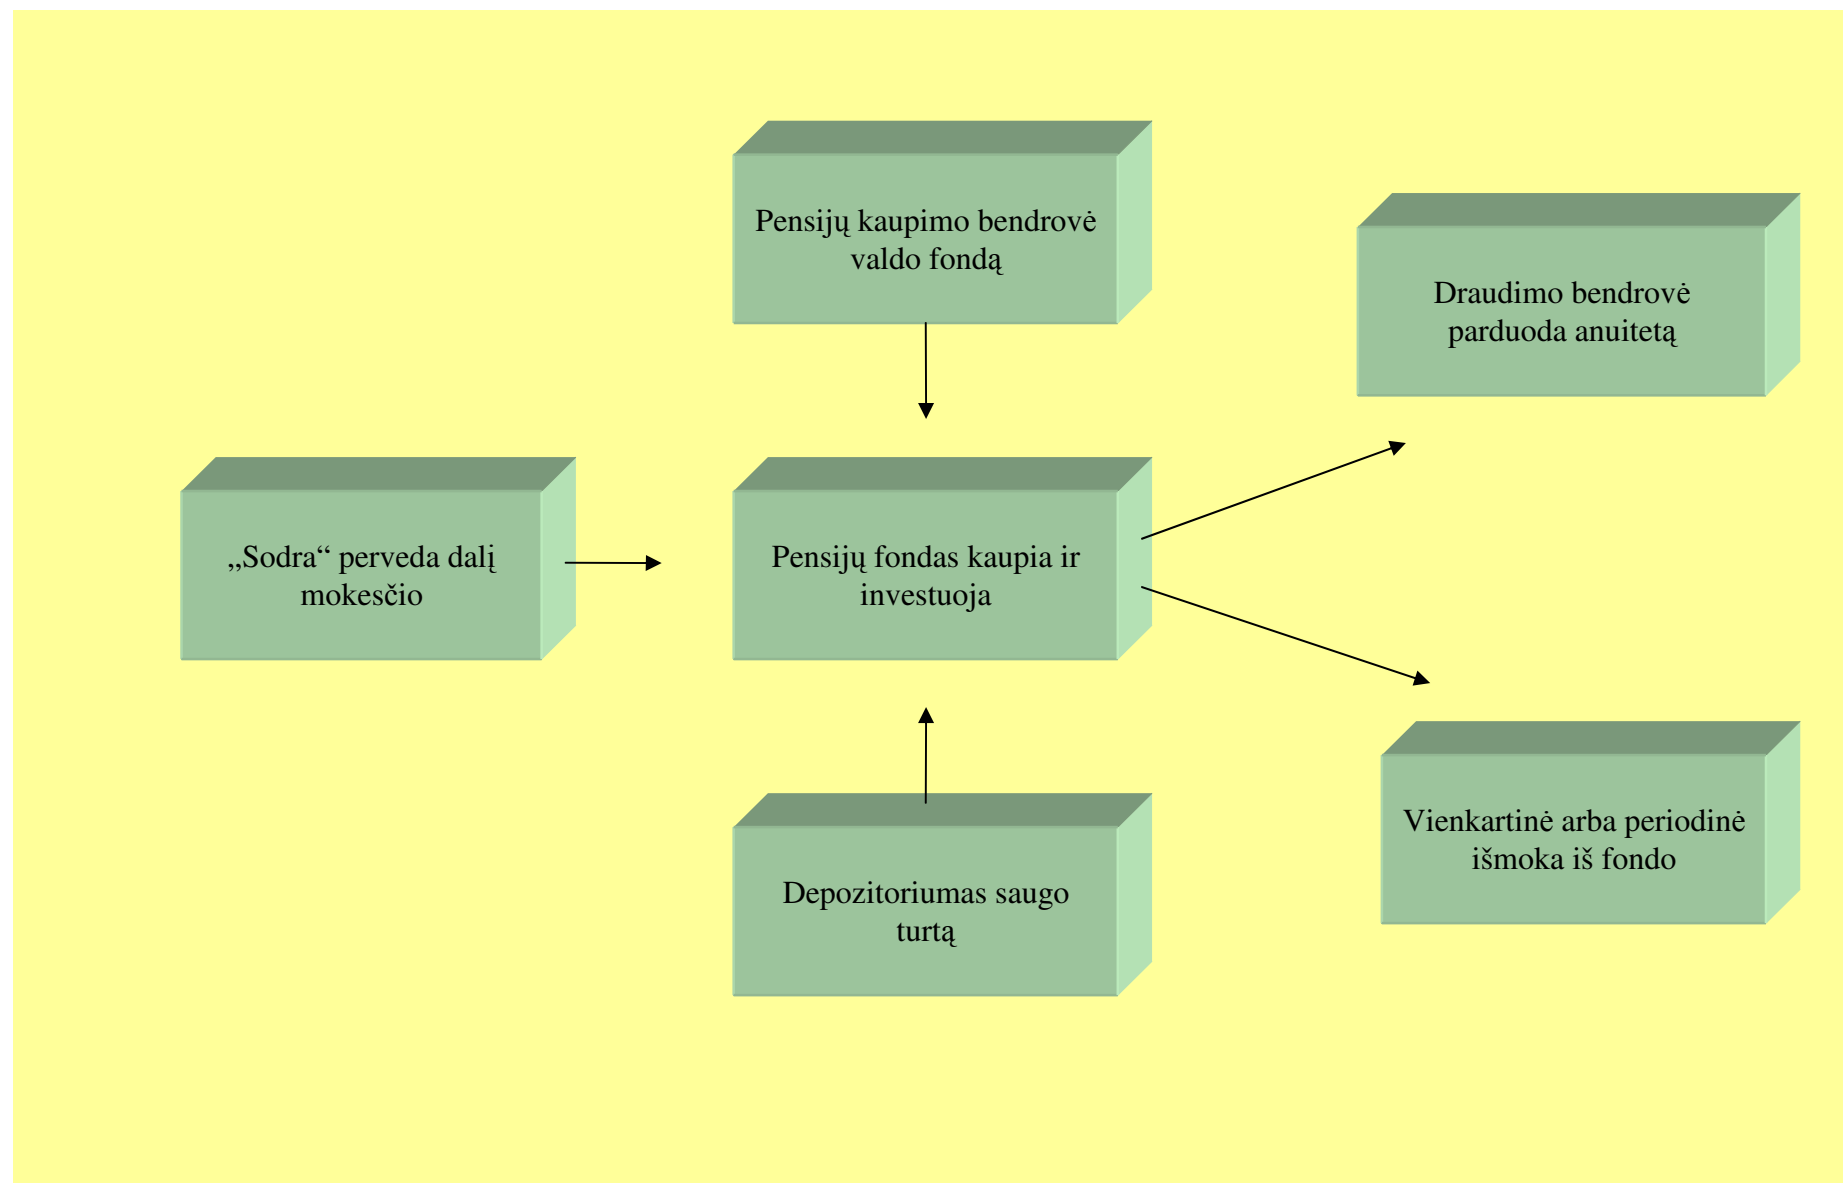 Pensijų kaupimo bendrovė
valdo fondą
Draudimo bendrovė
parduoda anuitetą
„Sodra“ perveda dalį
mokesčio
Pensijų fondas kaupia ir
investuoja
Vienkartinė arba periodinė
išmoka iš fondo
Depozitoriumas saugo
turtą